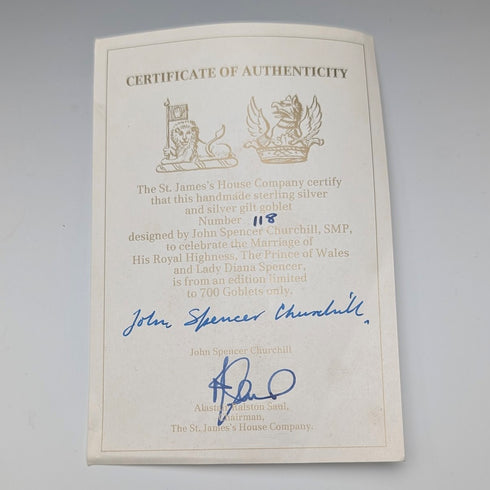 CERTIFICATE OF AUTHENTICITY
The St. James's House Company certify
that this handmade sterling silver
and silver gilt goblet
Number 118
designed by John Spencer Churchill, SMP,
to celebrate the Marriage of
His Royal Highness, The Prince of Wales
and Lady Diana Spencer,
is from an edition limited
to 700 Goblets only.
John Spencer Churchill.
John Spencer Churchill
Alastair Ralston Saul,
Chairman,
The St. James's House Company.